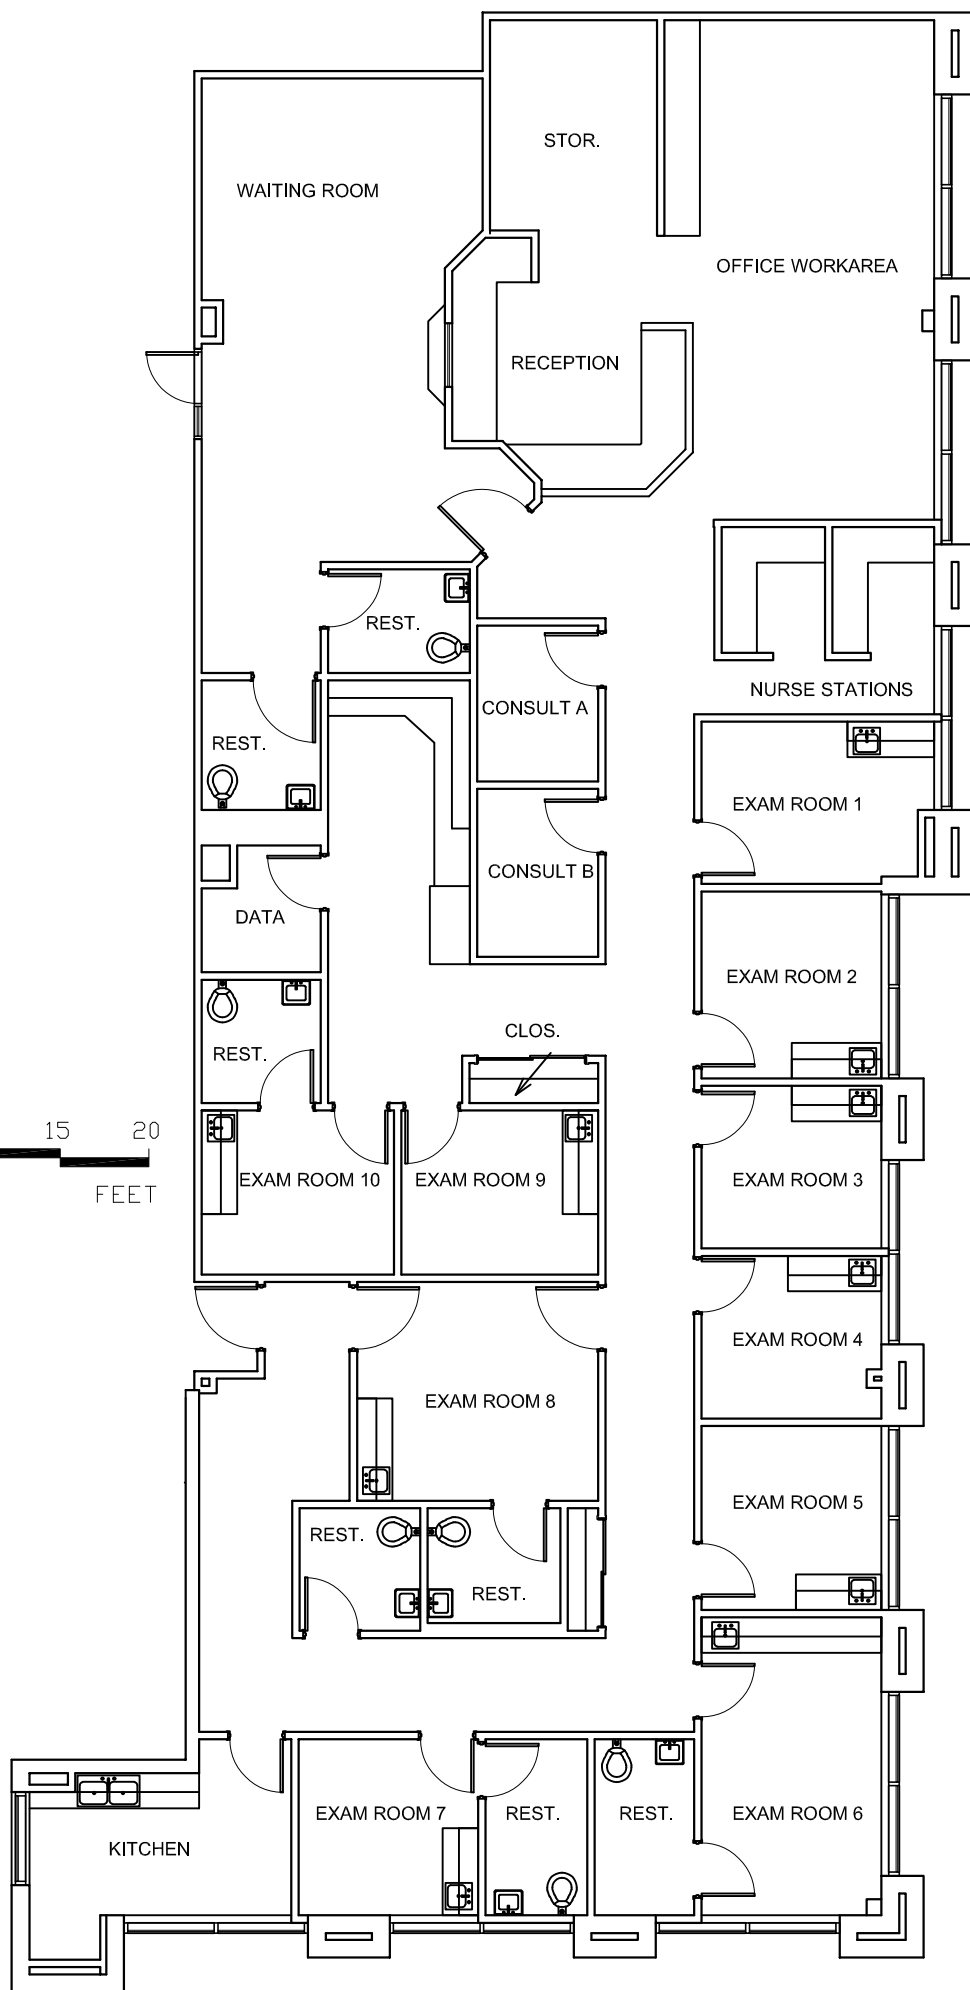 STOR.
WAITING ROOM
OFFICE WORKAREA
RECEPTION
REST.
NURSE STATIONS
CONSULT A
REST.
EXAM ROOM 1
CONSULT B
DATA
EXAM ROOM 2
CLOS.
REST.
15 20
FEET
EXAM ROOM 10
EXAM ROOM 9
EXAM ROOM 3
EXAM ROOM 4
EXAM ROOM 8
EXAM ROOM 5
REST.
REST.
EXAM ROOM 7
REST.
REST.
EXAM ROOM 6
KITCHEN